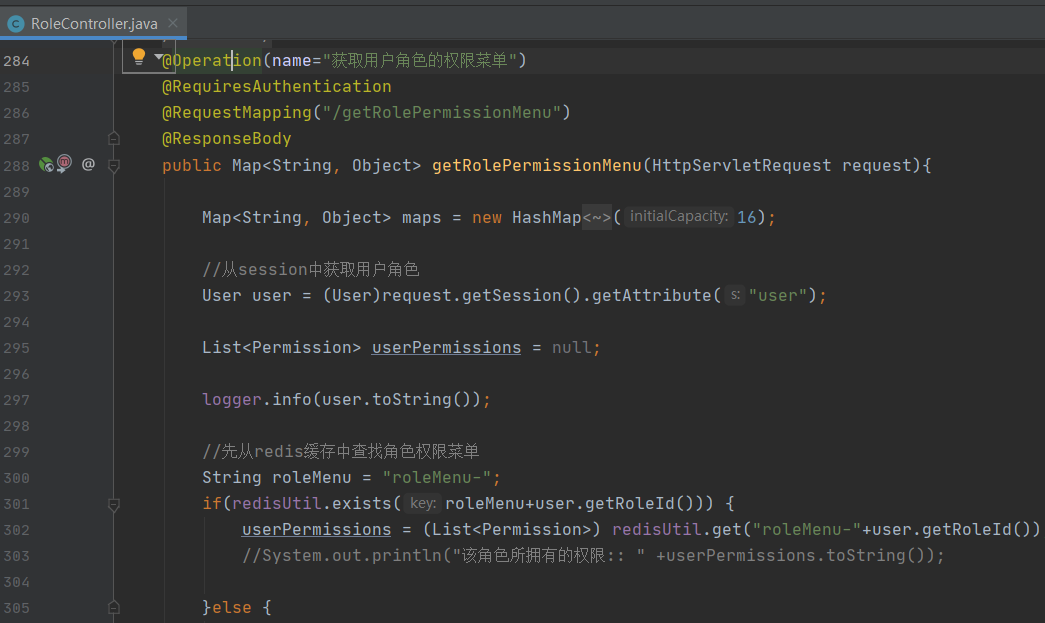 RoleController.java
284 @Operation(name="获取用户角色的权限菜单")
285 @RequiresAuthentication
286 @RequestMapping("/getRolePermissionMenu")
287 @ResponseBody
288 @ public Map<String, Object> getRolePermissionMenu(HttpServletRequest request){
289
290 Map<String, Object> maps = new HashMap<~>( initialCapacity: 16);
291
292 //从session中获取用户角色
293 User user = (User)request.getSession().getAttribute( s: "user");
294
295 List<Permission> userPermissions = null;
296
297 logger.info(user.toString());
298
299 //先从redis缓存中查找角色权限菜单
300 String roleMenu = "roleMenu-";
301 if(redisUtil.exists( key: roleMenu+user.getRoleId())) {
302 userPermissions = (List<Permission>) redisUtil.get("roleMenu-"+user.getRoleId())
303 //System.out.println("该角色所拥有的权限:: " +userPermissions.toString());
304
305 }else {